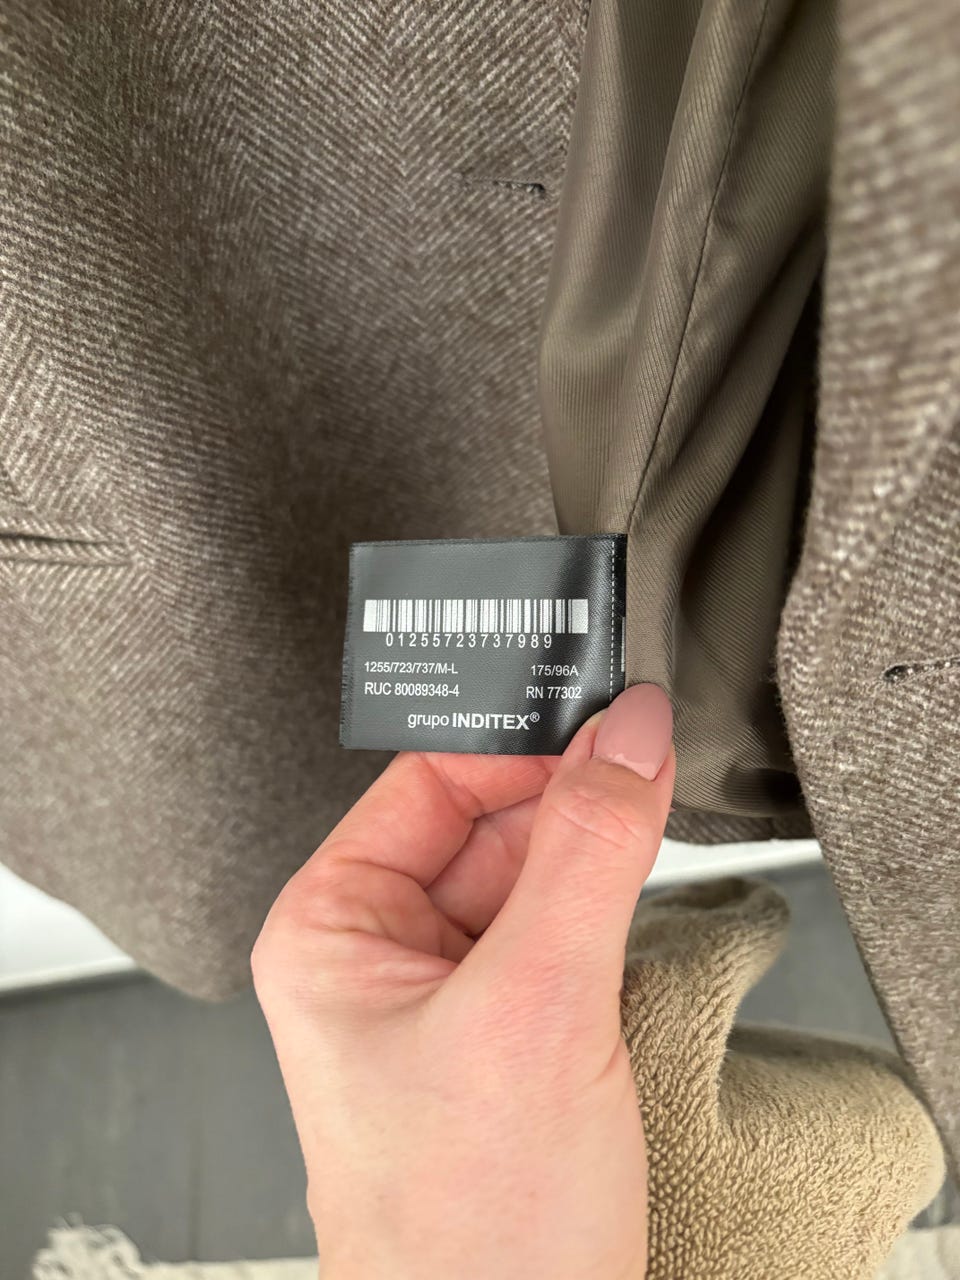 01255723737989
1255/723/737/M-L 175/96A
RUC 80089348-4 RN 77302
grupo INDITEX®